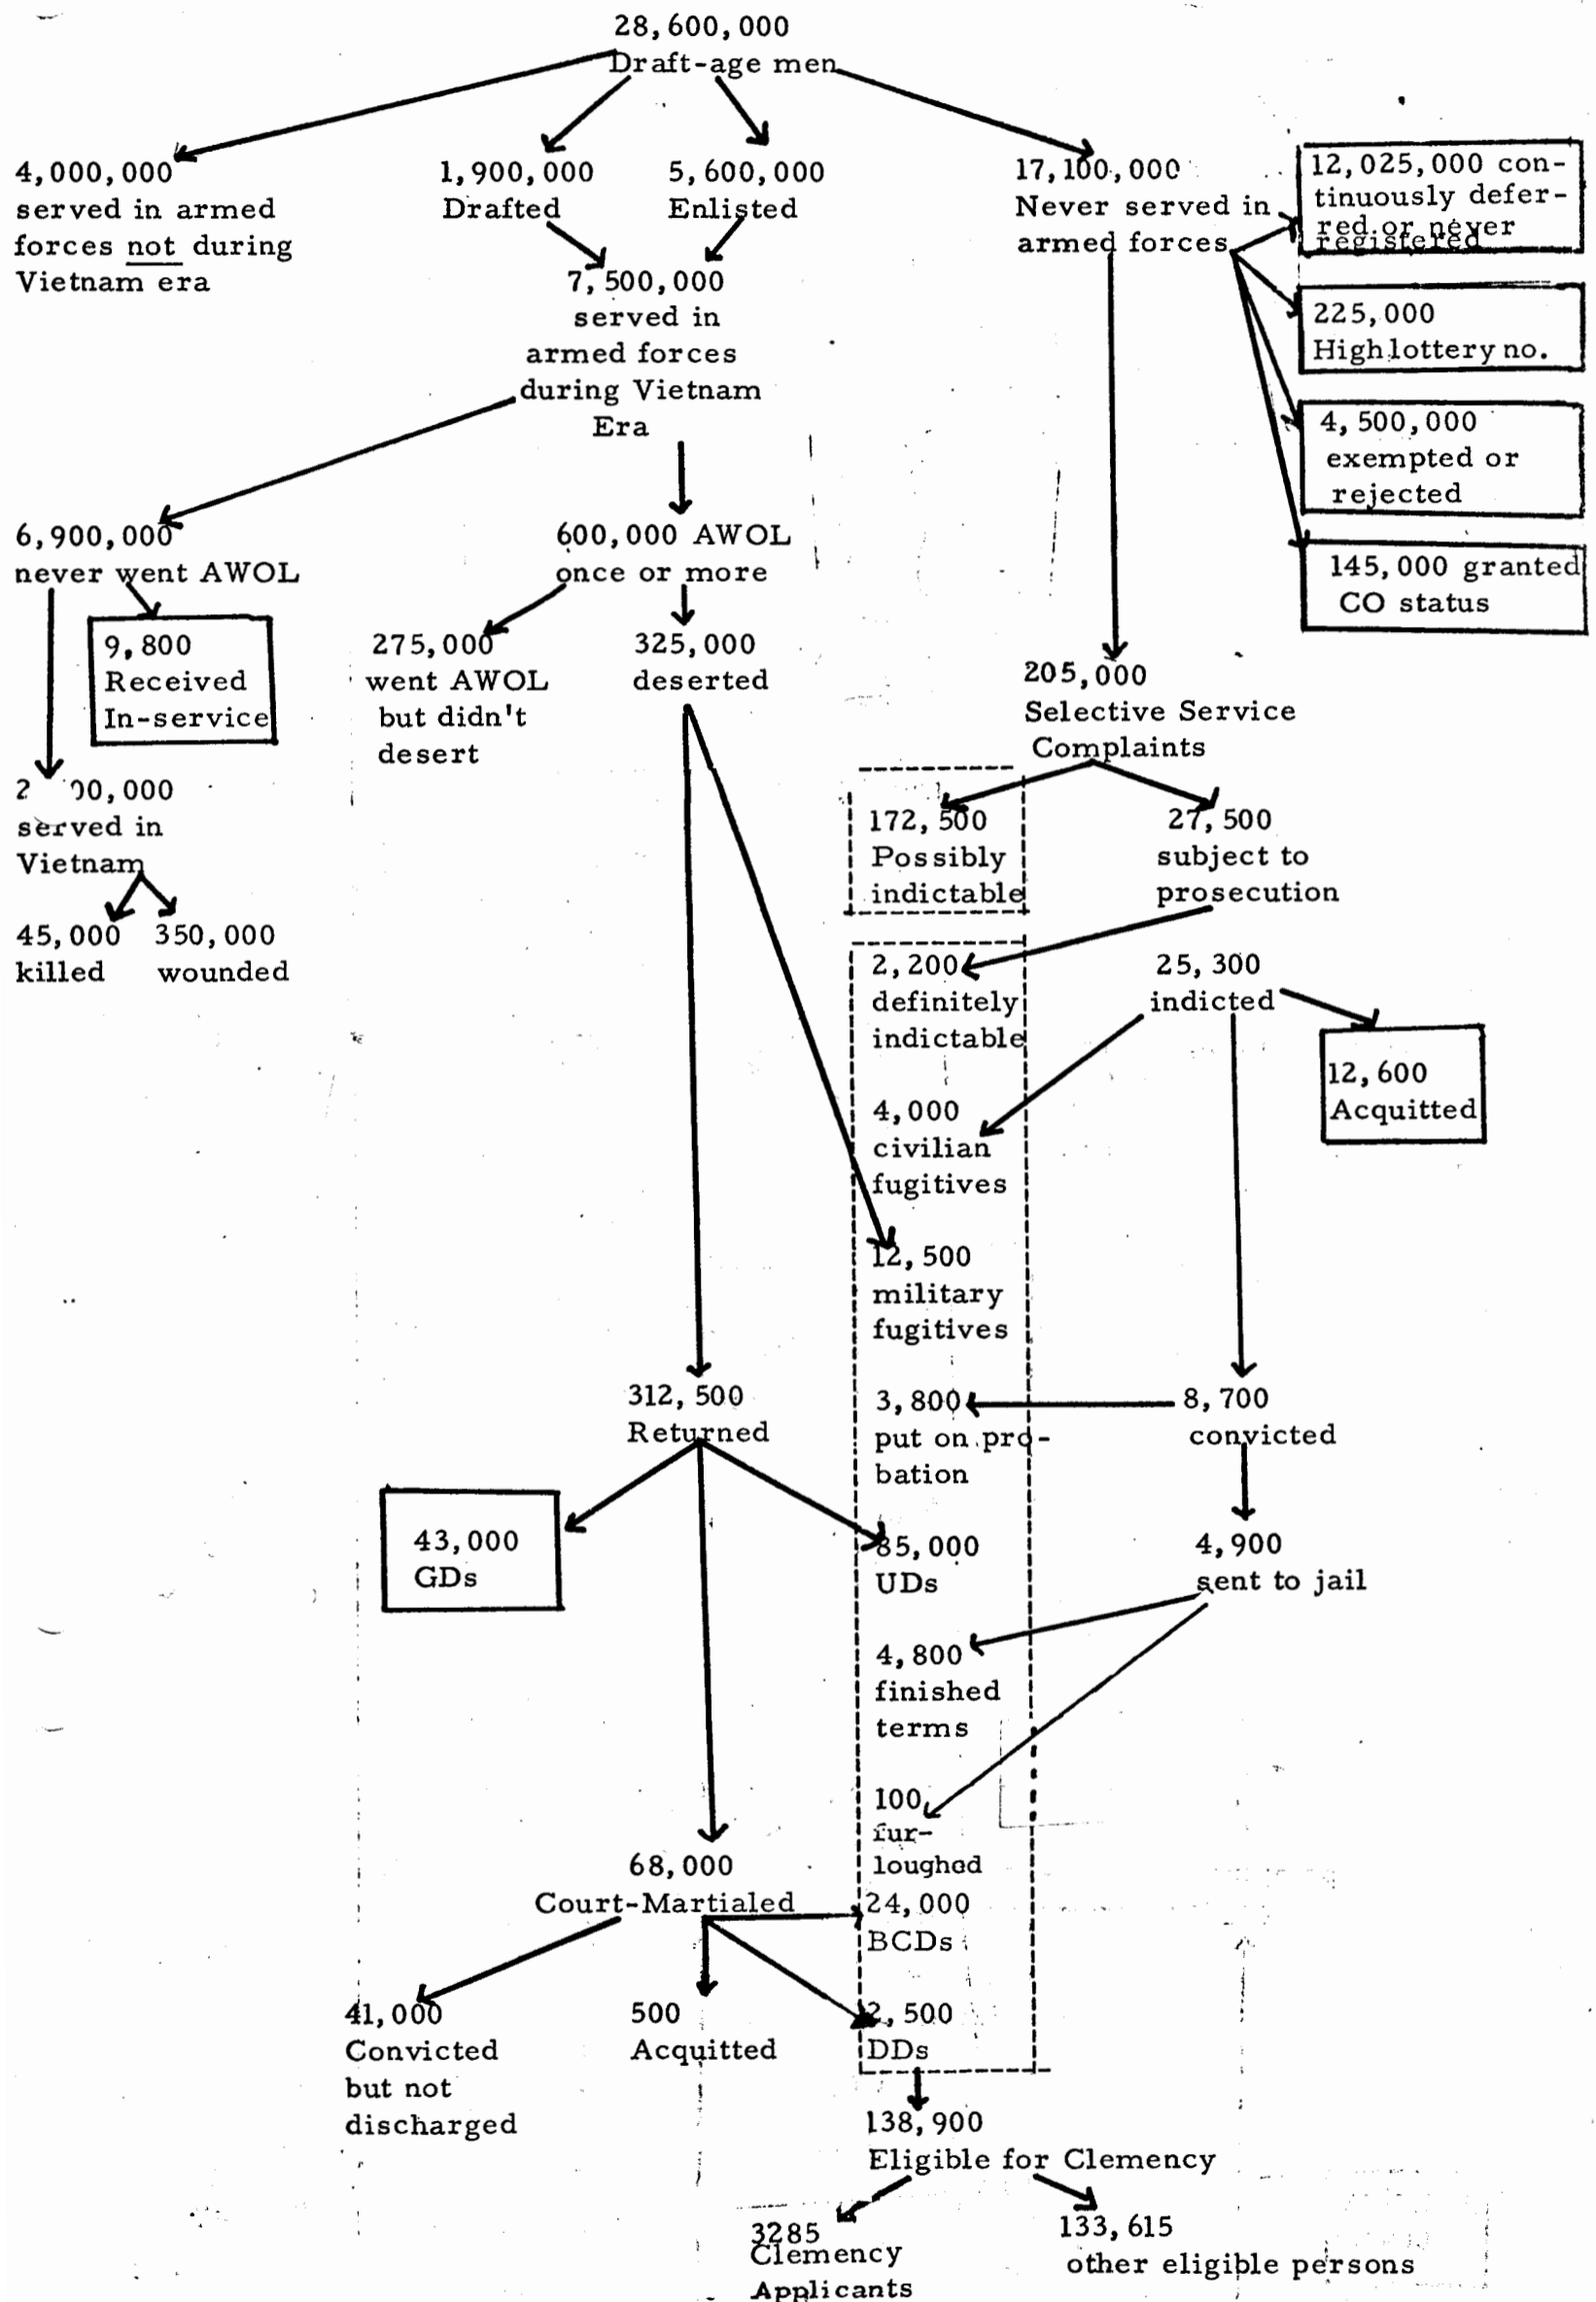 28,600,000
Draft-age men
4,000,000
served in armed
forces not during
Vietnam era
1,900,000
Drafted
5,600,000
Enlisted
7,500,000
served in
armed forces
during Vietnam
Era
17,100,000
Never served in
armed forces
12,025,000 con-
tinuously defer-
red or never
registered
225,000
High lottery no.
4,500,000
exempted or
rejected
145,000 granted
CO status
6,900,000
never went AWOL
9,800
Received
In-service
600,000 AWOL
once or more
275,000
went AWOL
but didn't
desert
325,000
deserted
205,000
Selective Service
Complaints
served in
Vietnam
45,000
killed
350,000
wounded
172,500
Possibly
indictable
27,500
subject to
prosecution
2,200
definitely
indictable
25,300
indicted
12,600
Acquitted
4,000
civilian
fugitives
12,500
military
fugitives
312,500
Returned
3,800
put on pro-
bation
8,700
convicted
43,000
GDs
85,000
UDs
4,900
sent to jail
4,800
finished
terms
100
fur-
loughed
68,000
Court-Martialed
24,000
BCDs
41,000
Convicted
but not
discharged
500
Acquitted
2,500
DDs
138,900
Eligible for Clemency
3285
Clemency
Applicants
133,615
other eligible persons